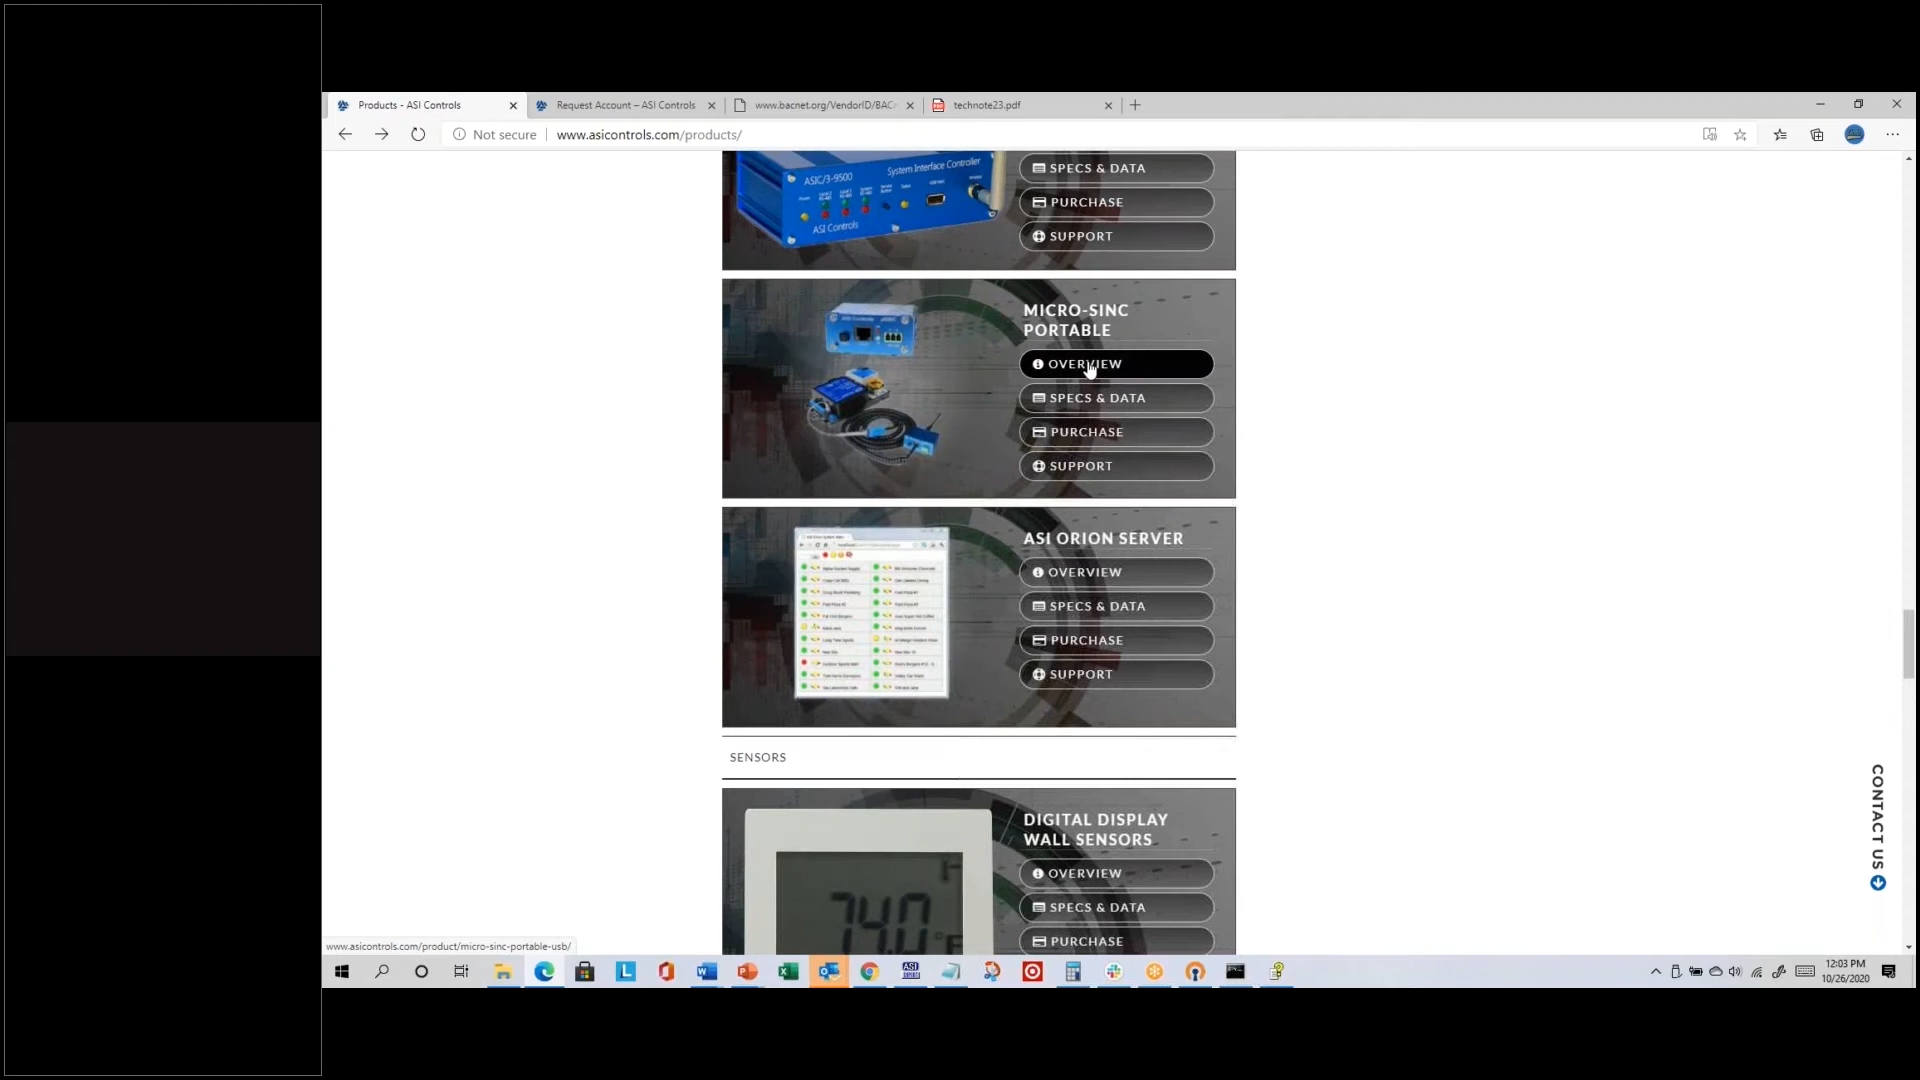 Products - ASI Controls
Request Account – ASI Controls
www.bacnet.org/VendorID/BAC
technote23.pdf
Not secure
www.asicontrols.com/products/
ASIC/3-9500
System Interface Controller
ASI Controls
SPECS & DATA
PURCHASE
SUPPORT
MICRO-SINC
PORTABLE
OVERVIEW
SPECS & DATA
PURCHASE
SUPPORT
ASI ORION SERVER
OVERVIEW
SPECS & DATA
PURCHASE
SUPPORT
SENSORS
DIGITAL DISPLAY
WALL SENSORS
OVERVIEW
SPECS & DATA
PURCHASE
74.0
CONTACT US
www.asicontrols.com/product/micro-sinc-portable-usb/
12:03 PM
10/26/2020